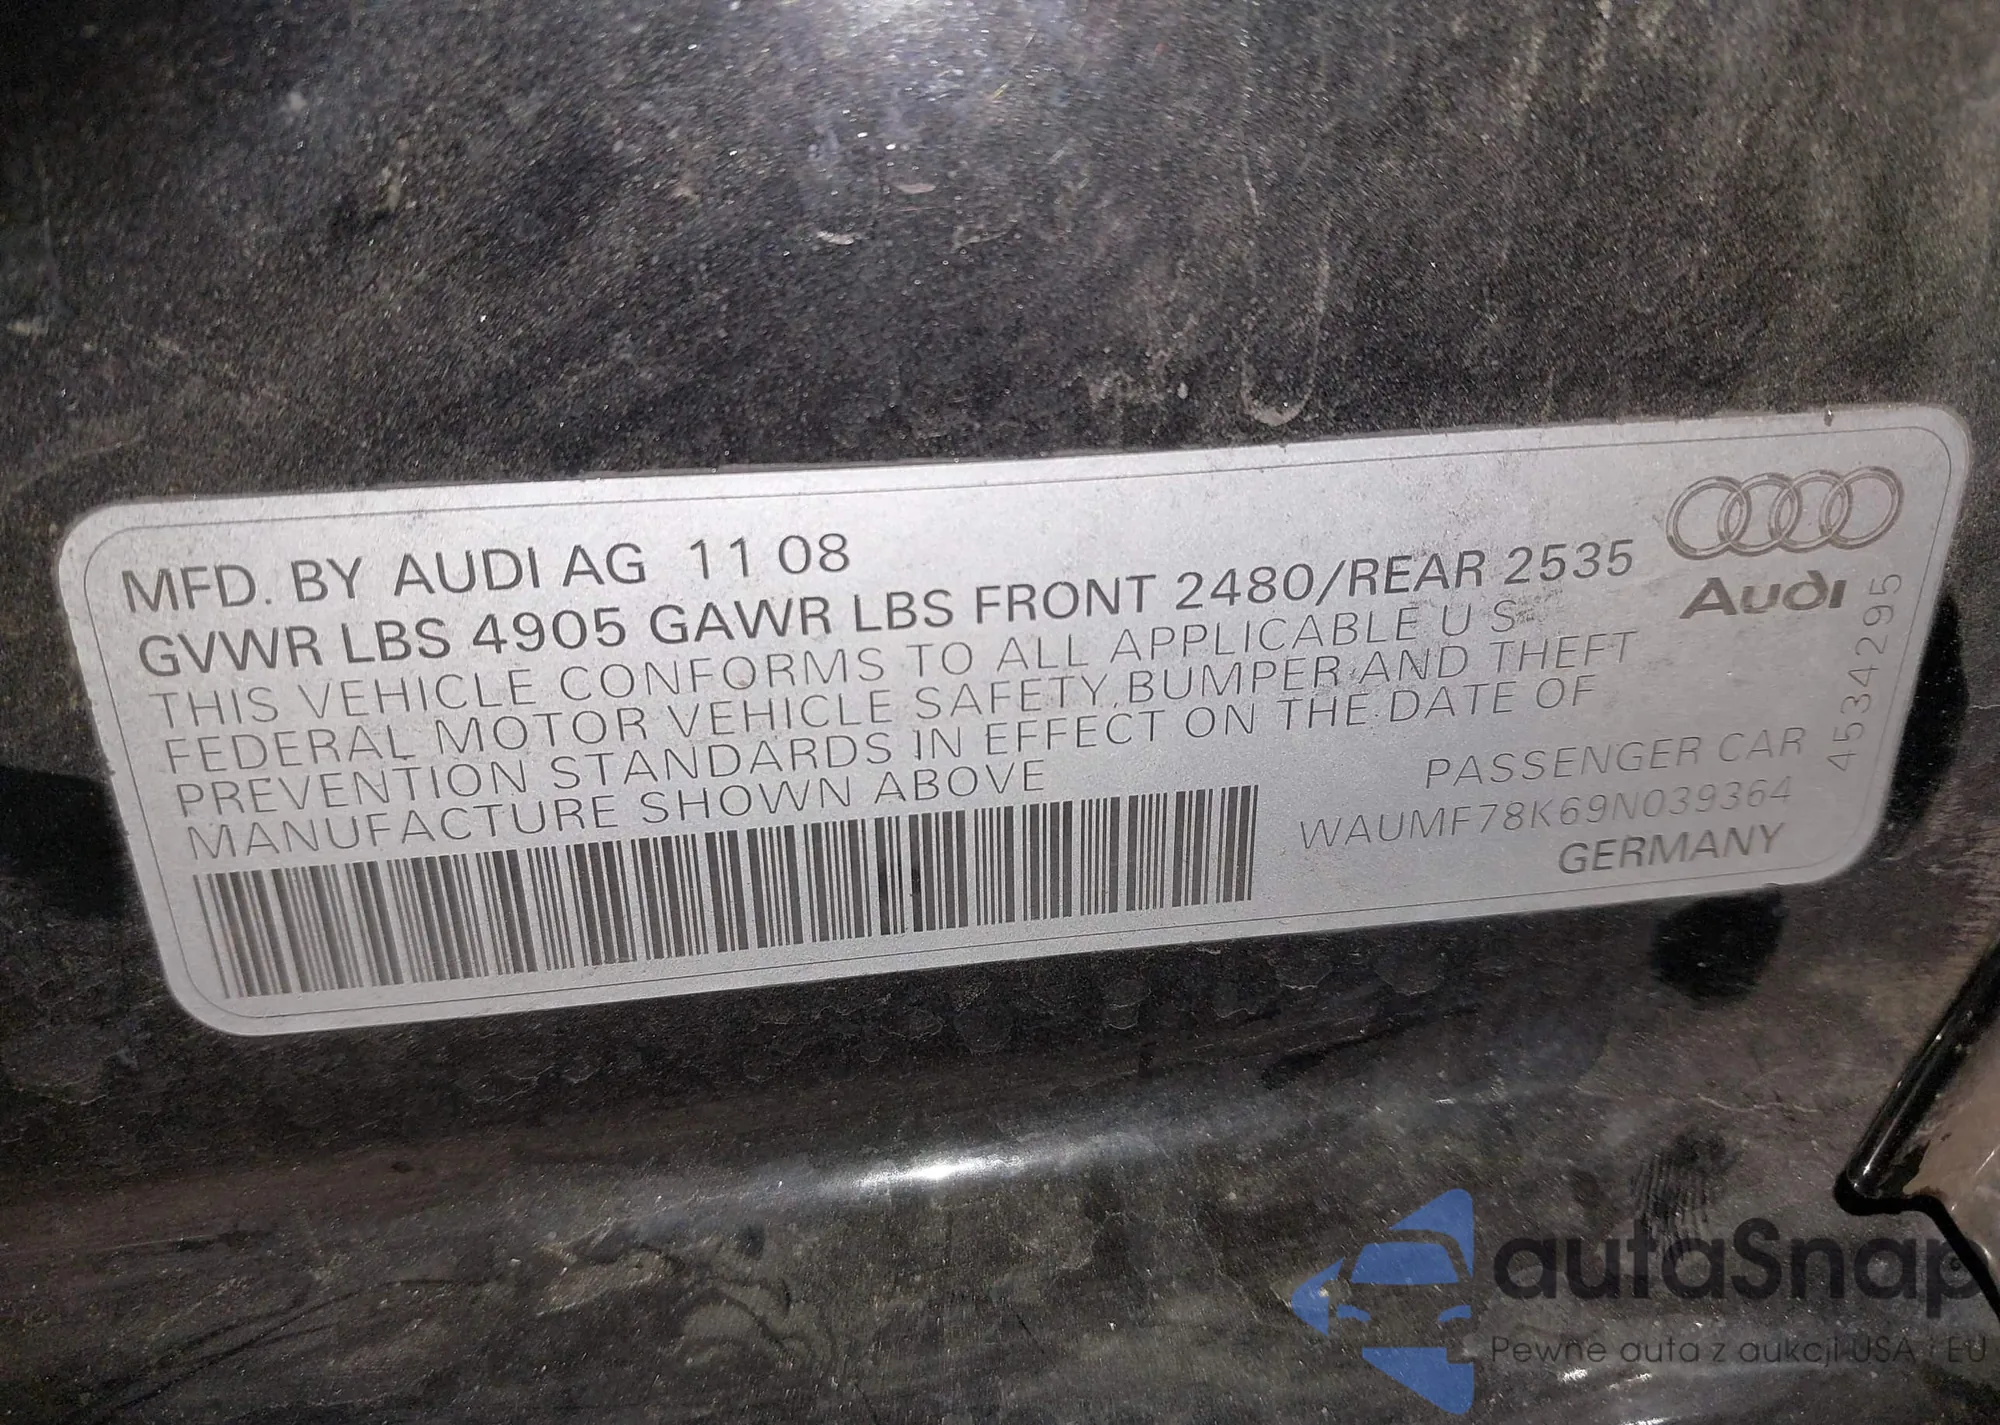 MFD. BY AUDI AG 11 08
GVWR LBS 4905 GAWR LBS FRONT 2480/REAR 2535
THIS VEHICLE CONFORMS TO ALL APPLICABLE U S
FEDERAL MOTOR VEHICLE SAFETY, BUMPER AND THEFT
PREVENTION STANDARDS IN EFFECT ON THE DATE OF
MANUFACTURE SHOWN ABOVE
PASSENGER CAR
WAUMF78K69N039364
GERMANY
Audi
4534295
autaSnap
Pewne auta z aukcji USA i EU